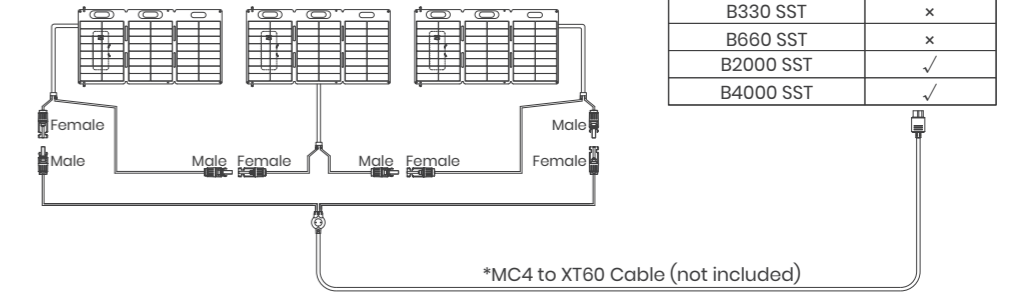 B330 SST ×
B660 SST ×
B2000 SST √
B4000 SST √
Female Male
Male Male Female Male Female Female
*MC4 to XT60 Cable (not included)